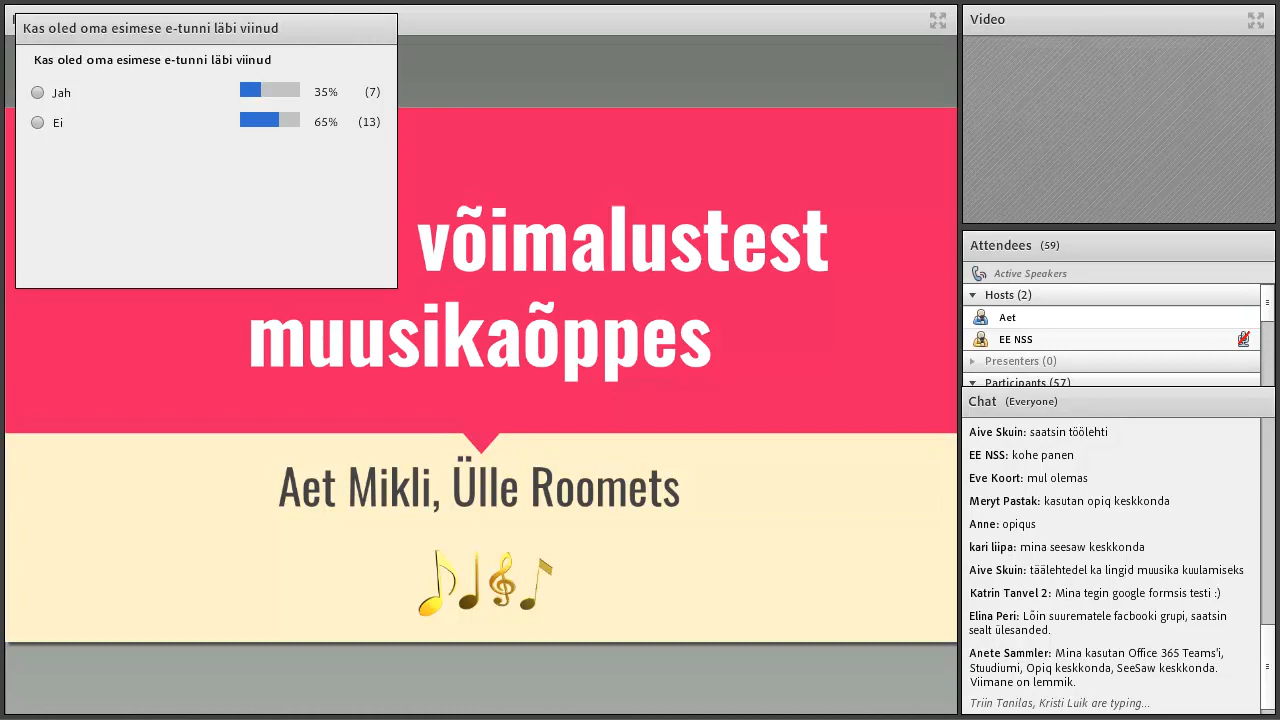 Kas oled oma esimese e-tunni läbi viinud
Kas oled oma esimese e-tunni läbi viinud
Jah 35% (7)
Ei 65% (13)
võimalustest
muusikaõppes
Aet Mikli, Ülle Roomets
Video
Attendees (59)
Active Speakers
Hosts (2)
Aet
EE NSS
Presenters (0)
Participants (57)
Chat (Everyone)
Aive Skuin: saatsin töölehti
EE NSS: kohe panen
Eve Koort: mul olemas
Meryt Pastak: kasutan opiq keskkonda
Anne: opiqus
kari liipa: mina seesaw keskkonda
Aive Skuin: täälehtedel ka lingid muusika kuulamiseks
Katrin Tanvel 2: Mina tegin google formsis testi :)
Elina Peri: Lõin suurematele facbooki grupi, saatsin
sealt ülesanded.
Anete Sammler: Mina kasutan Office 365 Teams'i,
Stuudiumi, Opiq keskkonda, SeeSaw keskkonda.
Viimane on lemmik.
Triin Tanilas, Kristi Luik are typing...